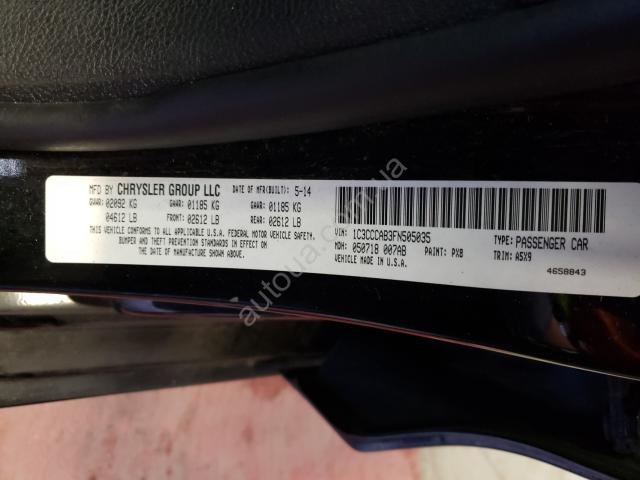 MFD BY CHRYSLER GROUP LLC DATE OF MFR(BUILT): 5-14
GVWR: 02092 KG GAWR: 01185 KG GAWR: 01185 KG
04612 LB FRONT: 02612 LB REAR: 02612 LB
THIS VEHICLE CONFORMS TO ALL APPLICABLE U.S.A. FEDERAL MOTOR VEHICLE SAFETY,
BUMPER AND THEFT PREVENTION STANDARDS IN EFFECT ON THE
DATE OF MANUFACTURE SHOWN ABOVE.
VIN: 1C3CCCAB3FN505035 TYPE: PASSENGER CAR
MDH: 050718 007AB PAINT: PX8 TRIM: A5X9
VEHICLE MADE IN U.S.A.
4658843
autoua.com.ua